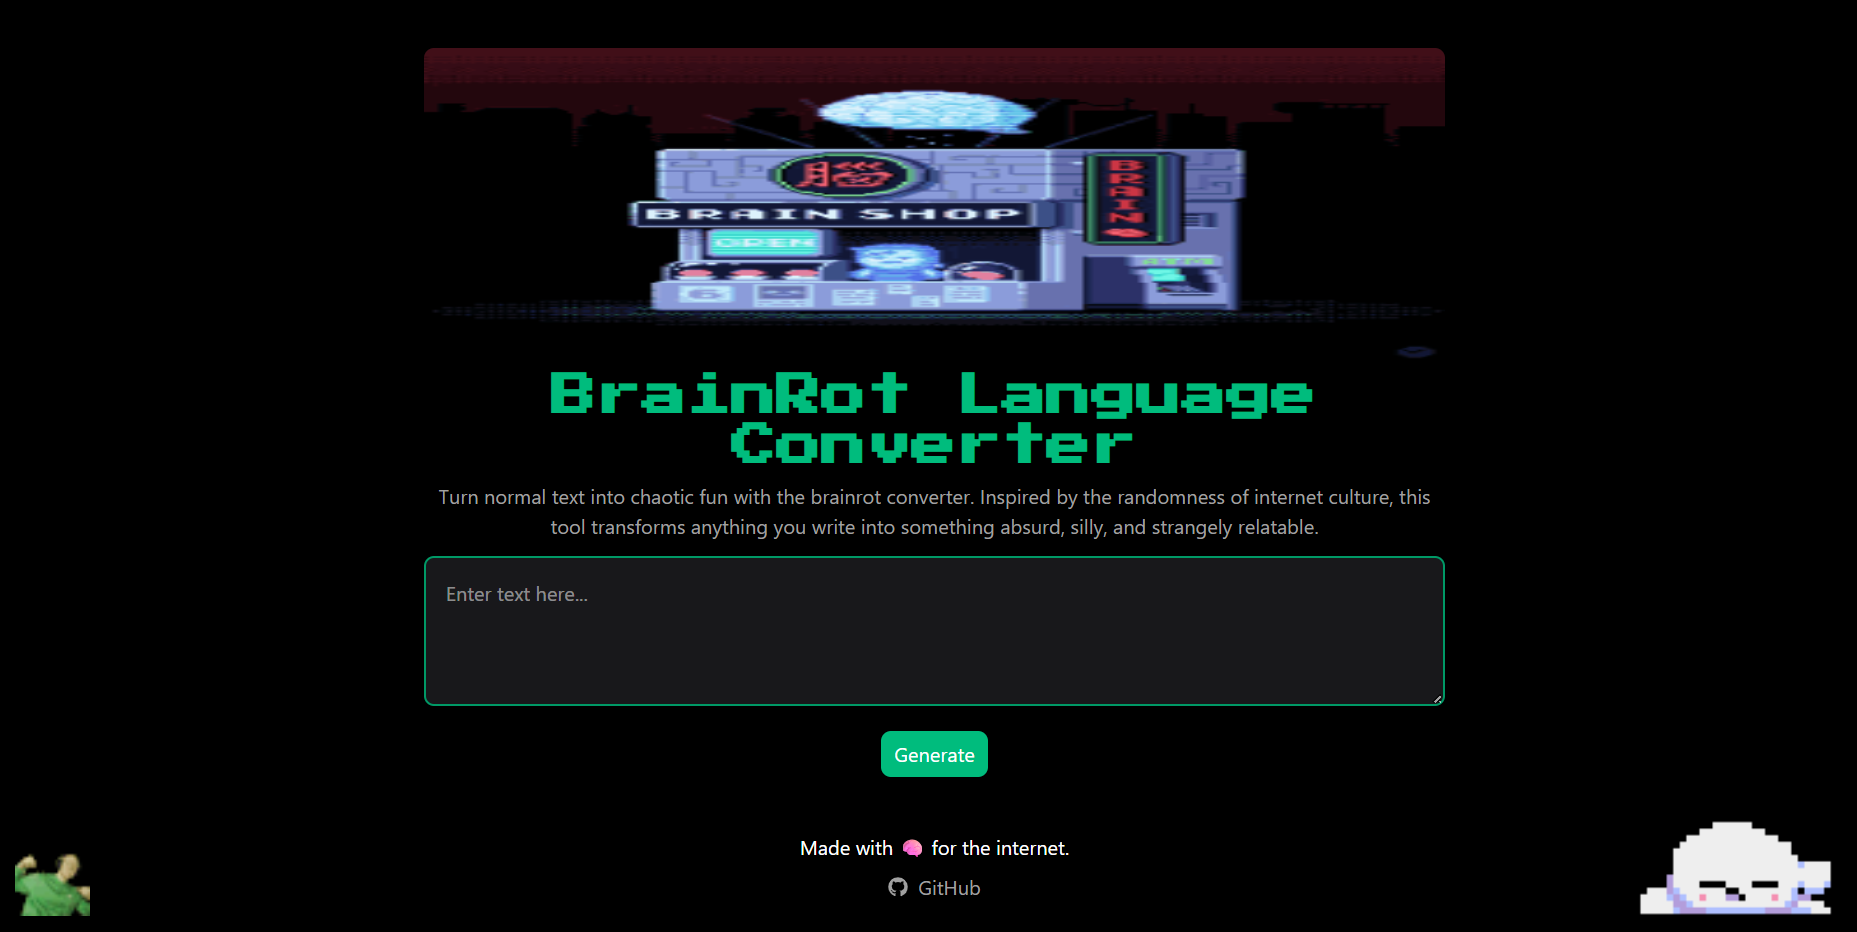 脳
BRAIN SHOP
BRAIN
OPEN
ATM
BrainRot Language
Converter
Turn normal text into chaotic fun with the brainrot converter. Inspired by the randomness of internet culture, this
tool transforms anything you write into something absurd, silly, and strangely relatable.
Enter text here...
Generate
Made with 🧠 for the internet.
GitHub